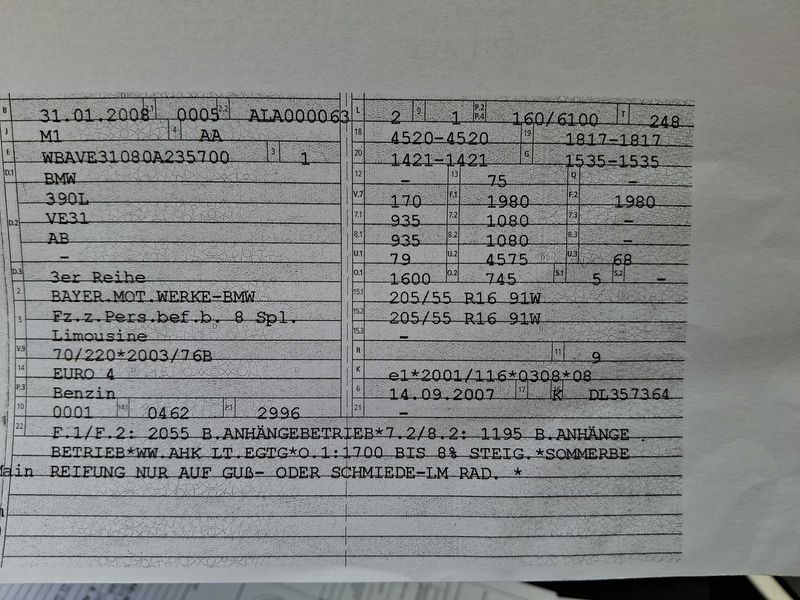 B 31.01.2008 2.1 0005 2.2 ALA000063
J M1 4 AA
E WBAVE31080A235700 3 1
D.1 BMW
390L
D.2 VE31
AB
-
D.3 3er Reihe
2 BAYER.MOT.WERKE-BMW
5 Fz.z.Pers.bef.b. 8 Spl.
Limousine
V.9 70/220*2003/76B
14 EURO 4
P.3 Benzin
10 0001 14.1 0462 P.1 2996
L 2 9 1 P.2 P.4 160/6100 T 248
18 4520-4520 19 1817-1817
20 1421-1421 G 1535-1535
12 - 13 75 Q -
V.7 170 F.1 1980 F.2 1980
7.1 935 7.2 1080 7.3 -
8.1 935 8.2 1080 8.3 -
U.1 79 U.2 4575 U.3 68
O.1 1600 O.2 745 S.1 5 S.2 -
15.1 205/55 R16 91W
15.2 205/55 R16 91W
15.3 -
R 11 9
K e1*2001/116*0308*08
6 14.09.2007 17 K 16 DL357364
21 -
22 F.1/F.2: 2055 B.ANHÄNGEBETRIEB*7.2/8.2: 1195 B.ANHÄNGE
BETRIEB*WW.AHK LT.EGTG*O.1:1700 BIS 8% STEIG.*SOMMERBE
Main REIFUNG NUR AUF GUß- ODER SCHMIEDE-LM RAD. *